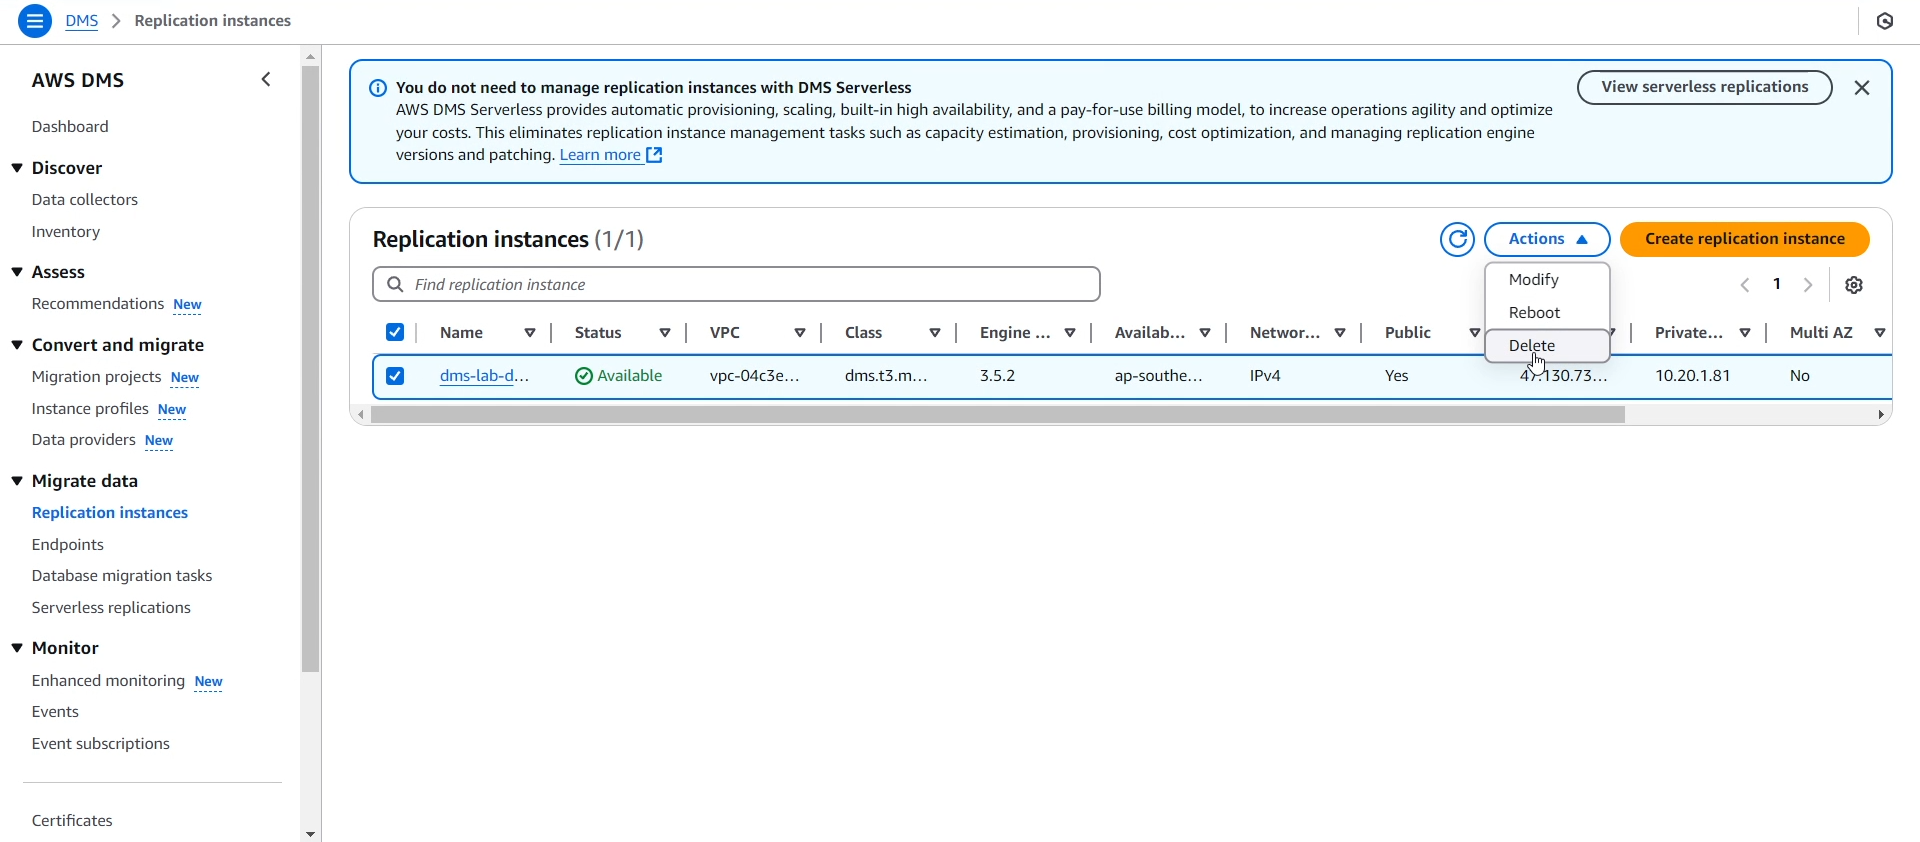 DMS > Replication instances
AWS DMS
Dashboard
Discover
Data collectors
Inventory
Assess
Recommendations New
Convert and migrate
Migration projects New
Instance profiles New
Data providers New
Migrate data
Replication instances
Endpoints
Database migration tasks
Serverless replications
Monitor
Enhanced monitoring New
Events
Event subscriptions
Certificates
You do not need to manage replication instances with DMS Serverless
AWS DMS Serverless provides automatic provisioning, scaling, built-in high availability, and a pay-for-use billing model, to increase operations agility and optimize
your costs. This eliminates replication instance management tasks such as capacity estimation, provisioning, cost optimization, and managing replication engine
versions and patching. Learn more
View serverless replications
Replication instances (1/1)
Actions
Create replication instance
Find replication instance
Modify
Reboot
Delete
1
Name Status VPC Class Engine ... Availab... Networ... Public Private... Multi AZ
dms-lab-d... Available vpc-04c3e... dms.t3.m... 3.5.2 ap-southe... IPv4 Yes 47.130.73... 10.20.1.81 No